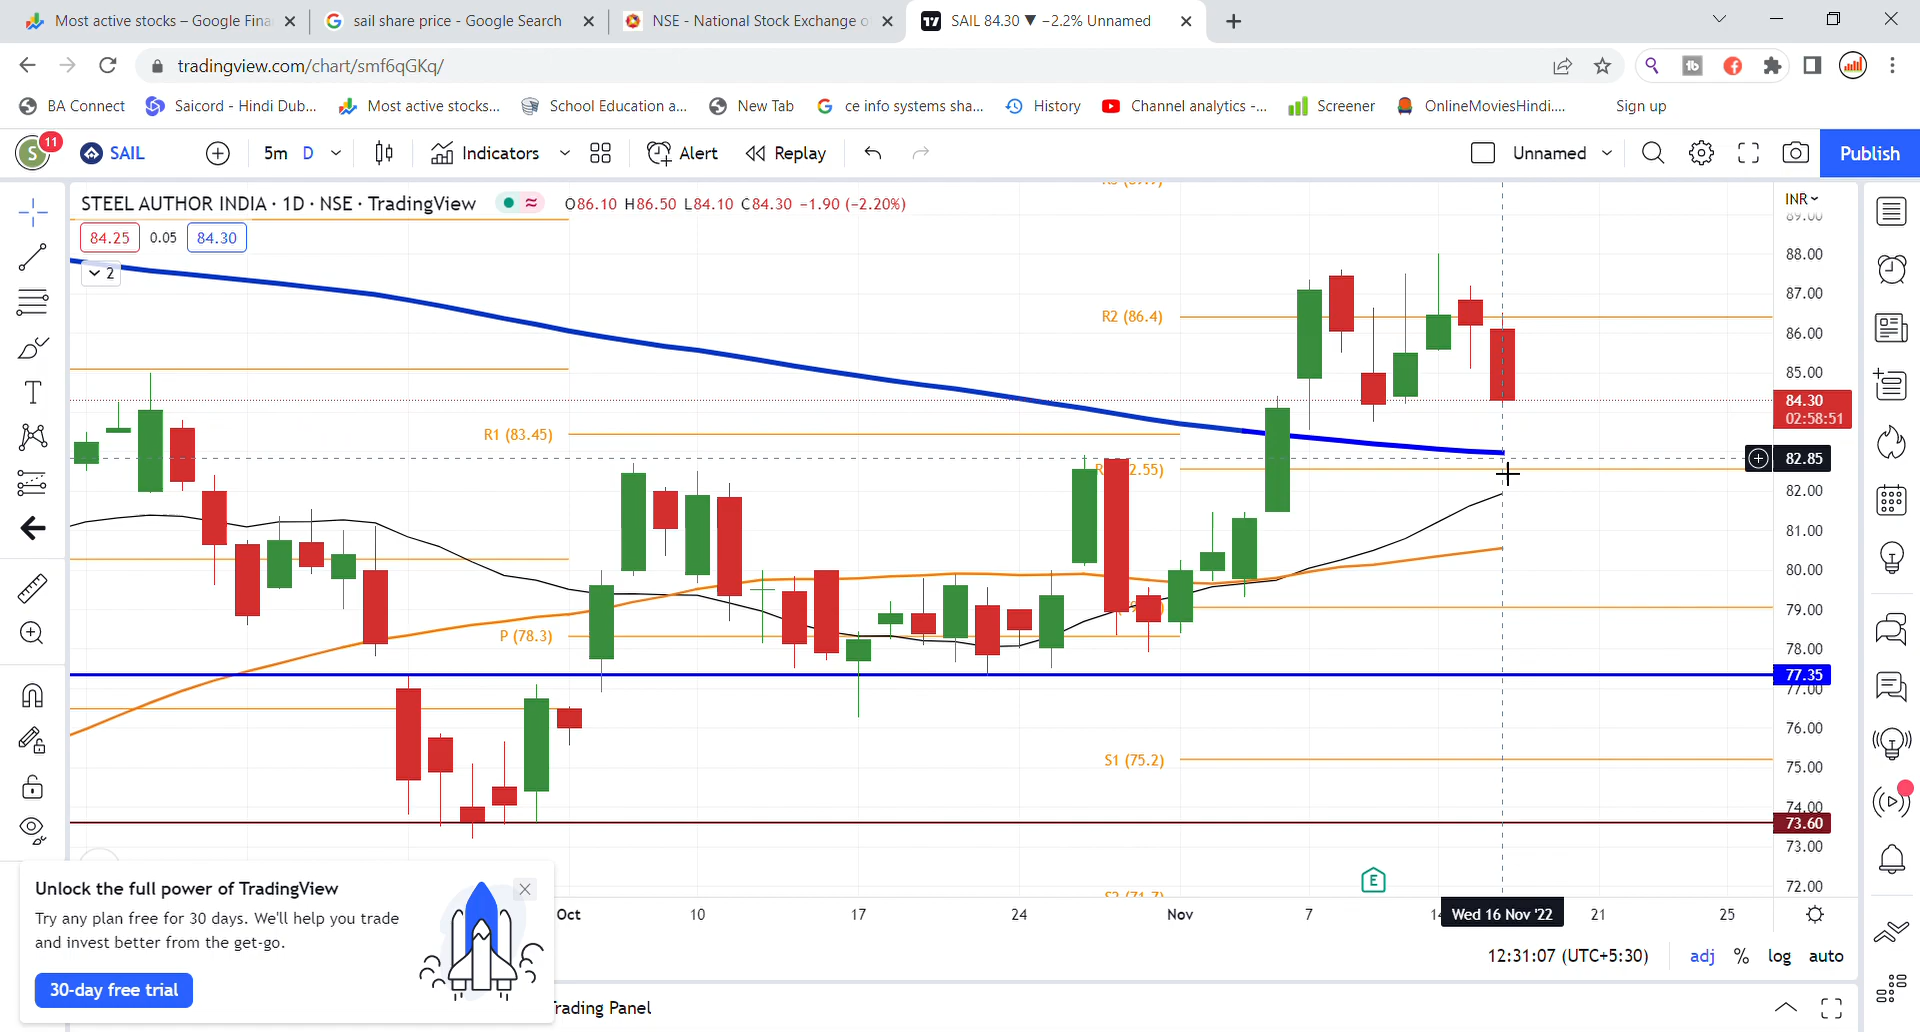 Most active stocks – Google Fina
sail share price - Google Search
NSE - National Stock Exchange o
SAIL 84.30 ▼ −2.2% Unnamed
tradingview.com/chart/smf6qGKq/
BA Connect
Saicord - Hindi Dub...
Most active stocks...
School Education a...
New Tab
ce info systems sha...
History
Channel analytics -...
Screener
OnlineMoviesHindi....
Sign up
S
11
SAIL
5m
D
Indicators
Alert
Replay
Unnamed
Publish
STEEL AUTHOR INDIA · 1D · NSE · TradingView
O86.10 H86.50 L84.10 C84.30 −1.90 (−2.20%)
INR
89.00
84.25
0.05
84.30
2
88.00
87.00
R2 (86.4)
86.00
85.00
84.30
02:58:51
R1 (83.45)
82.85
2.55)
82.00
81.00
80.00
79.00
P (78.3)
78.00
77.35
77.00
76.00
S1 (75.2)
75.00
74.00
73.60
73.00
E
72.00
Oct
10
17
24
Nov
7
14
Wed 16 Nov '22
21
25
Unlock the full power of TradingView
Try any plan free for 30 days. We'll help you trade
and invest better from the get-go.
30-day free trial
12:31:07 (UTC+5:30)
adj
%
log
auto
rading Panel